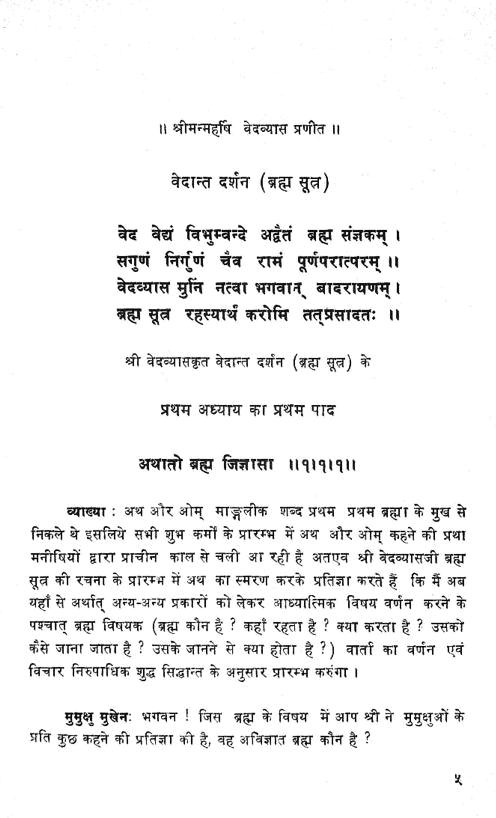 ॥ श्रीमन्महर्षि वेदव्यास प्रणीत ॥
वेदान्त दर्शन (ब्रह्म सूत्र)
वेद वेद्यं विभुम्वन्दे अद्वैतं ब्रह्म संज्ञकम् ।
सगुणं निर्गुणं चैव रामं पूर्णपरात्परम् ॥
वेदव्यास मुनिं नत्वा भगवान् बादरायणम् ।
ब्रह्म सूत्र रहस्यार्थं करोमि तत्प्रसादतः ॥
श्री वेदव्यासकृत वेदान्त दर्शन (ब्रह्म सूत्र) के
प्रथम अध्याय का प्रथम पाद
अथातो ब्रह्म जिज्ञासा ॥१।१।१॥
व्याख्या : अथ और ओम् माङ्गलीक शब्द प्रथम प्रथम ब्रह्मा के मुख से
निकले थे इसलिये सभी शुभ कर्मों के प्रारम्भ में अथ और ओम् कहने की प्रथा
मनीषियों द्वारा प्राचीन काल से चली आ रही है अतएव श्री वेदव्यासजी ब्रह्म
सूत्र की रचना के प्रारम्भ में अथ का स्मरण करके प्रतिज्ञा करते हैं कि मैं अब
यहाँ से अर्थात् अन्य-अन्य प्रकारों को लेकर आध्यात्मिक विषय वर्णन करने के
पश्चात् ब्रह्म विषयक (ब्रह्म कौन है ? कहाँ रहता है ? क्या करता है ? उसको
कैसे जाना जाता है ? उसके जानने से क्या होता है ?) वार्ता का वर्णन एवं
विचार निरुपाधिक शुद्ध सिद्धान्त के अनुसार प्रारम्भ करुंगा ।
मुमुक्षु मुखेनः भगवन ! जिस ब्रह्म के विषय में आप श्री ने मुमुक्षुओं के
प्रति कुछ कहने की प्रतिज्ञा की है, वह अविज्ञात ब्रह्म कौन है ?
५